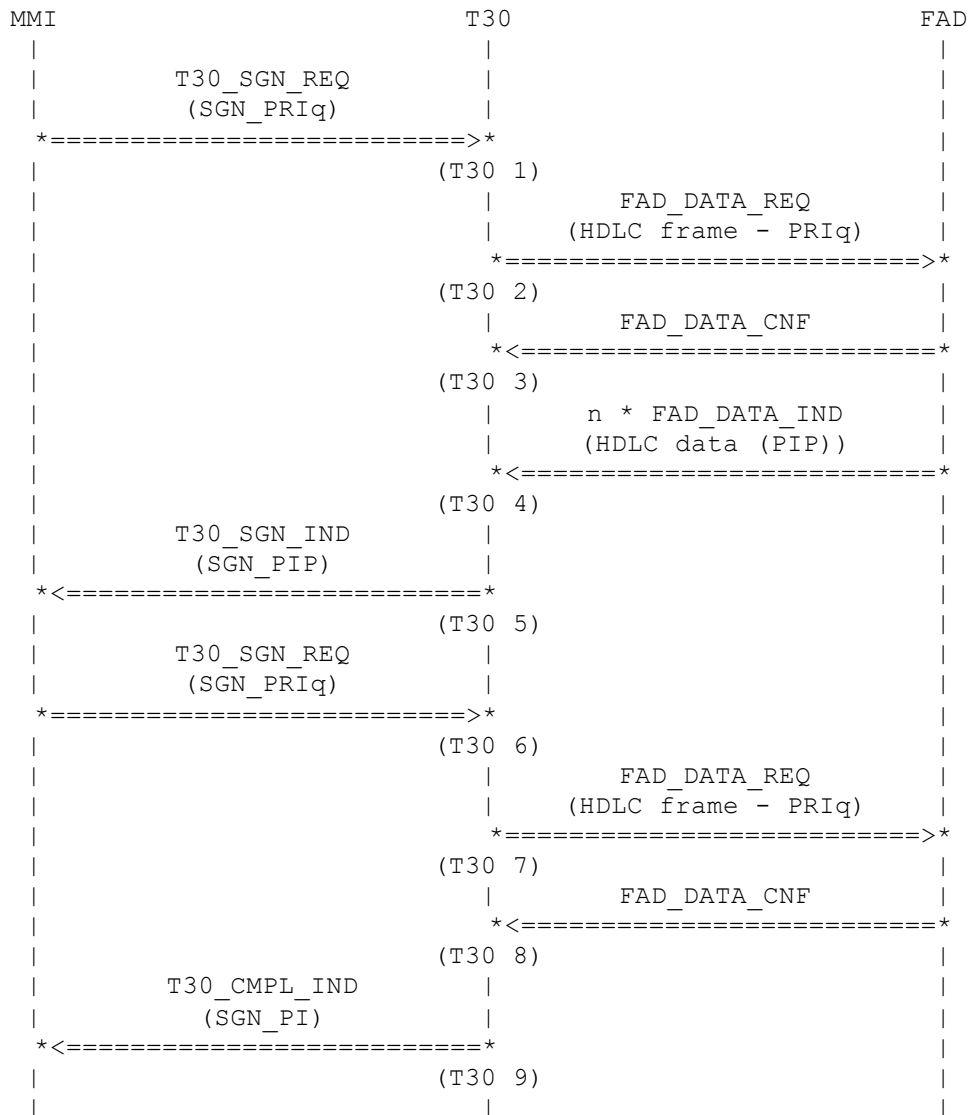 MMI T30 FAD
T30_SGN_REQ
(SGN_PRIq)
(T30 1)
FAD_DATA_REQ
(HDLC frame - PRIq)
(T30 2)
FAD_DATA_CNF
(T30 3)
n * FAD_DATA_IND
(HDLC data (PIP))
(T30 4)
T30_SGN_IND
(SGN_PIP)
(T30 5)
T30_SGN_REQ
(SGN_PRIq)
(T30 6)
FAD_DATA_REQ
(HDLC frame - PRIq)
(T30 7)
FAD_DATA_CNF
(T30 8)
T30_CMPL_IND
(SGN_PI)
(T30 9)